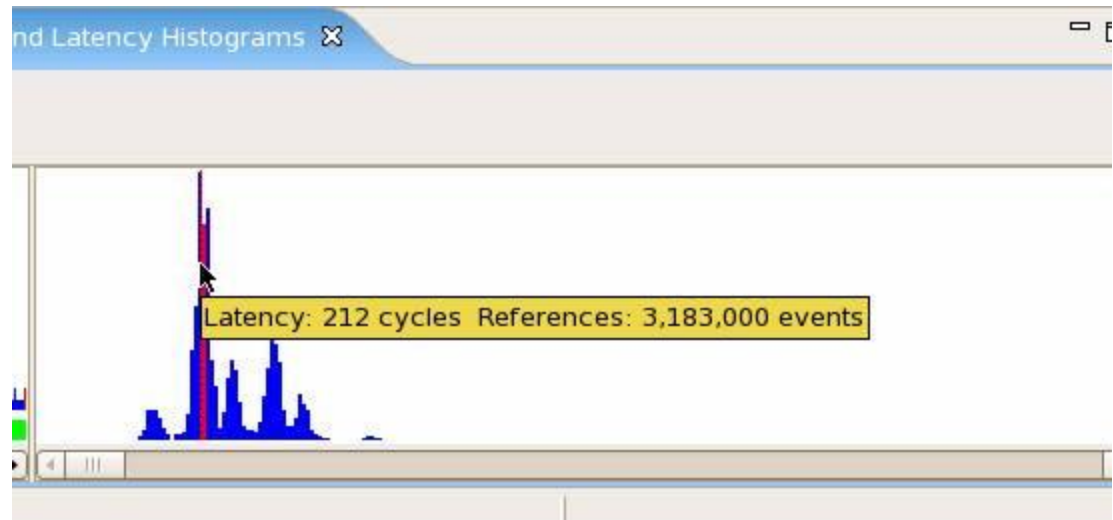 nd Latency Histograms
Latency: 212 cycles References: 3,183,000 events